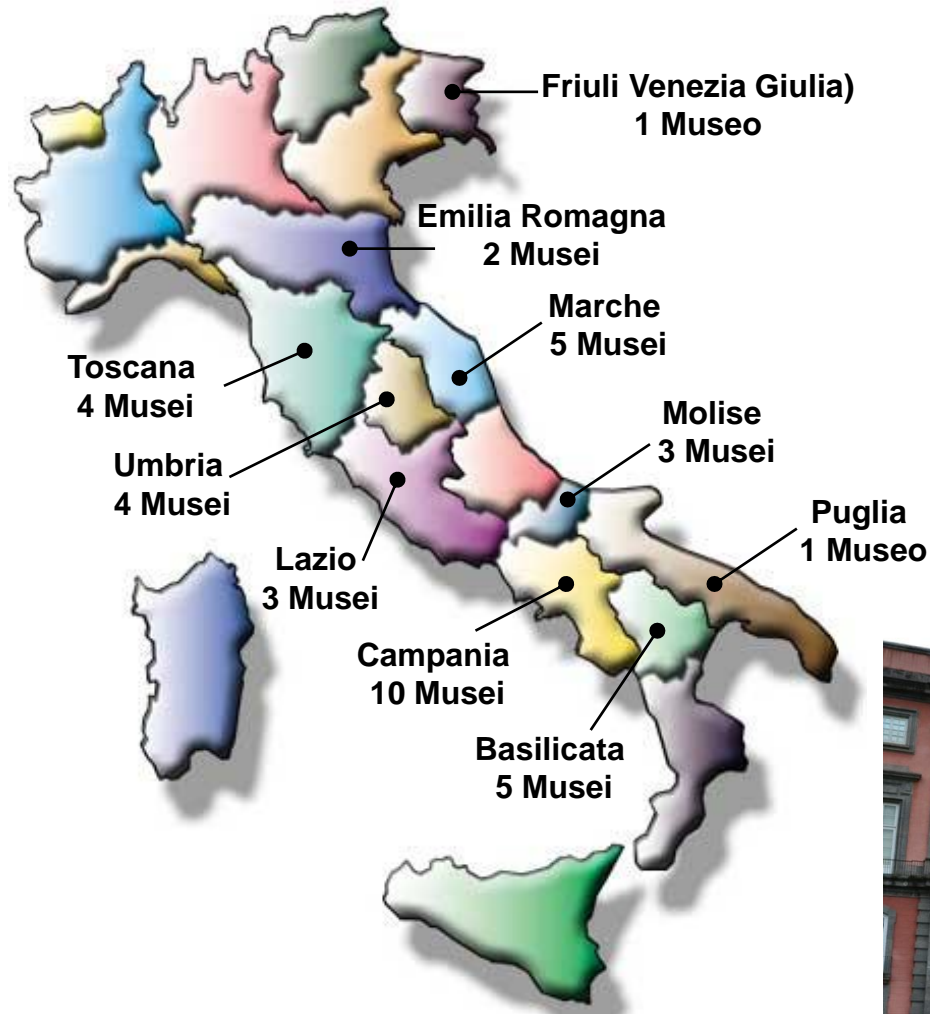 Friuli Venezia Giulia)
1 Museo
Emilia Romagna
2 Musei
Marche
5 Musei
Toscana
4 Musei
Molise
3 Musei
Umbria
4 Musei
Puglia
1 Museo
Lazio
3 Musei
Campania
10 Musei
Basilicata
5 Musei